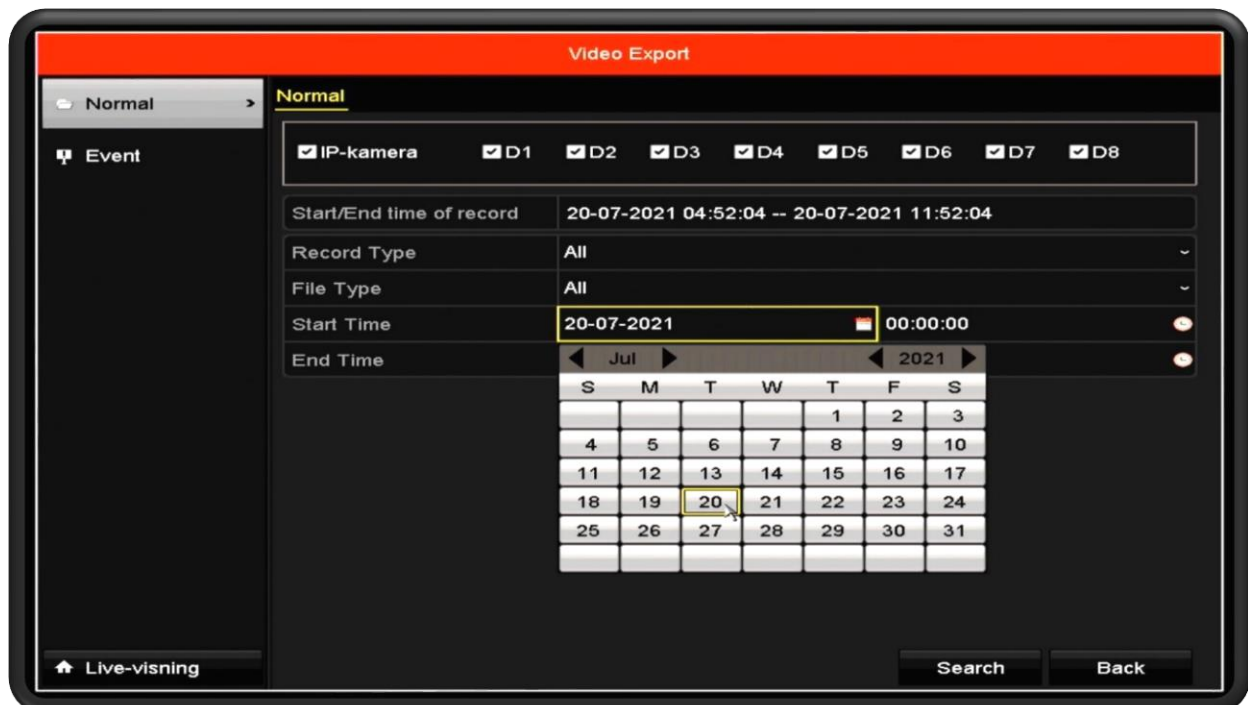 Video Export
Normal >
Normal
Event
IP-kamera D1 D2 D3 D4 D5 D6 D7 D8
Start/End time of record 20-07-2021 04:52:04 -- 20-07-2021 11:52:04
Record Type All
File Type All
Start Time 20-07-2021 00:00:00
End Time
Jul 2021
S M T W T F S
1 2 3
4 5 6 7 8 9 10
11 12 13 14 15 16 17
18 19 20 21 22 23 24
25 26 27 28 29 30 31
Live-visning
Search Back